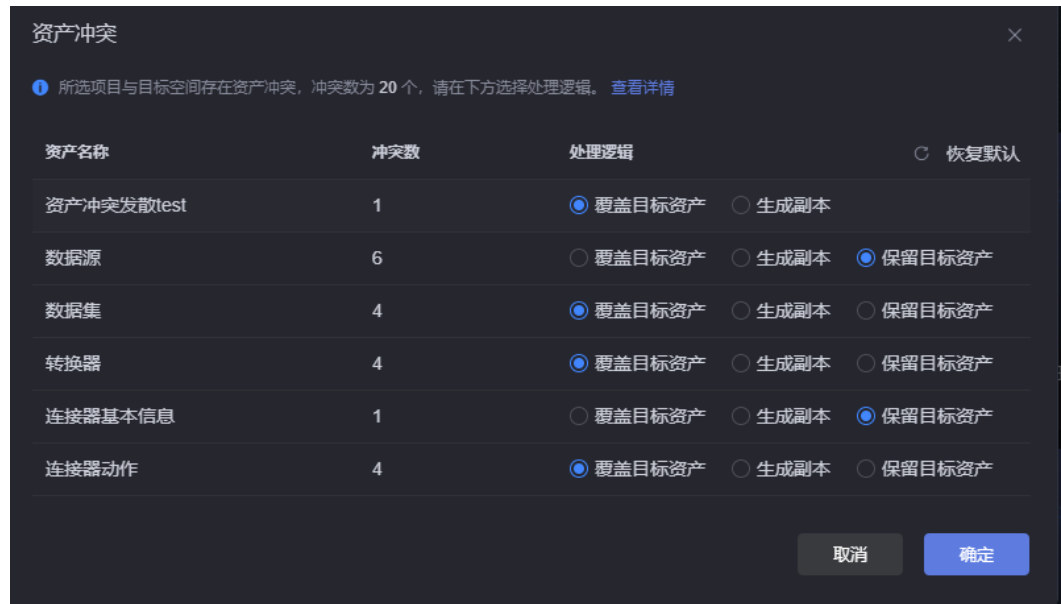 资产冲突
所选项目与目标空间存在资产冲突，冲突数为 20 个，请在下方选择处理逻辑。 查看详情
资产名称 冲突数 处理逻辑 恢复默认
资产冲突发散test 1 覆盖目标资产 生成副本
数据源 6 覆盖目标资产 生成副本 保留目标资产
数据集 4 覆盖目标资产 生成副本 保留目标资产
转换器 4 覆盖目标资产 生成副本 保留目标资产
连接器基本信息 1 覆盖目标资产 生成副本 保留目标资产
连接器动作 4 覆盖目标资产 生成副本 保留目标资产
取消 确定